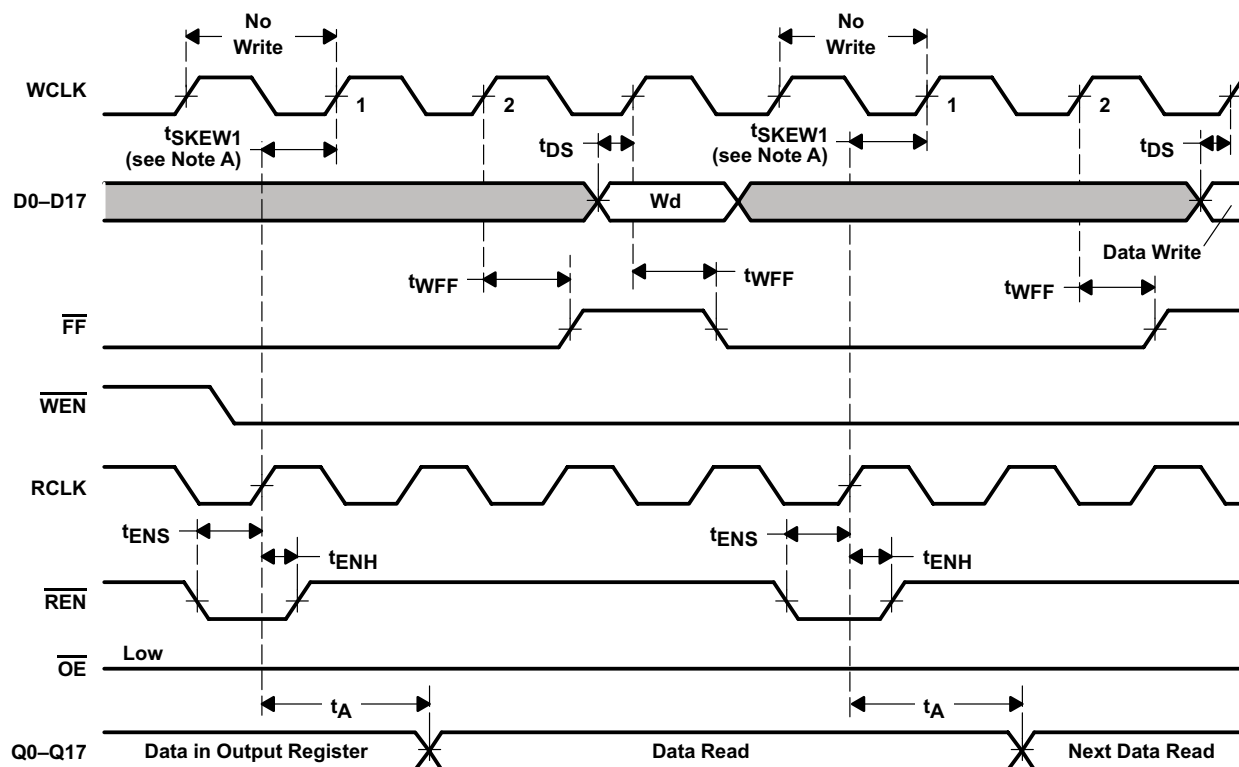 No
Write
No
Write
WCLK
1
2
1
2
tSKEW1
(see Note A)
tDS
tSKEW1
(see Note A)
tDS
D0–D17
Wd
Data Write
tWFF
tWFF
tWFF
FF
WEN
RCLK
tENS
tENH
tENS
tENH
REN
Low
OE
tA
tA
Q0–Q17
Data in Output Register
Data Read
Next Data Read